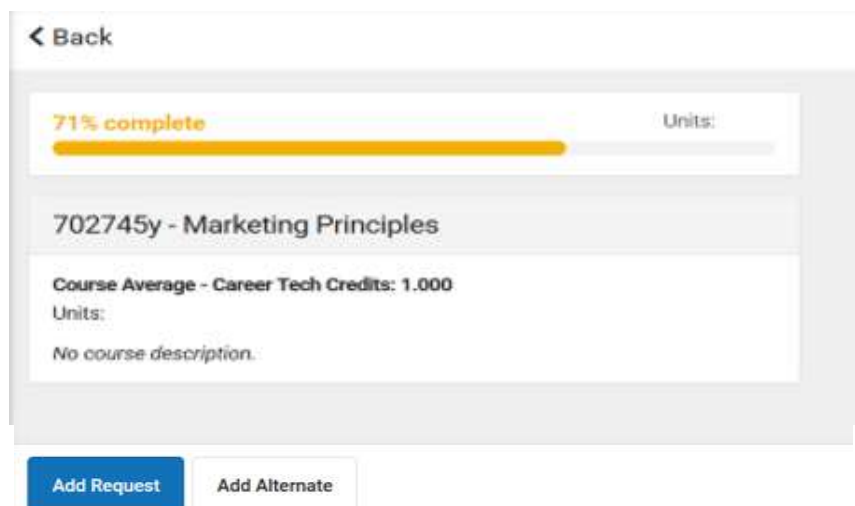 Back
71% complete
Units:
702745y - Marketing Principles
Course Average - Career Tech Credits: 1.000
Units:
No course description.
Add Request
Add Alternate